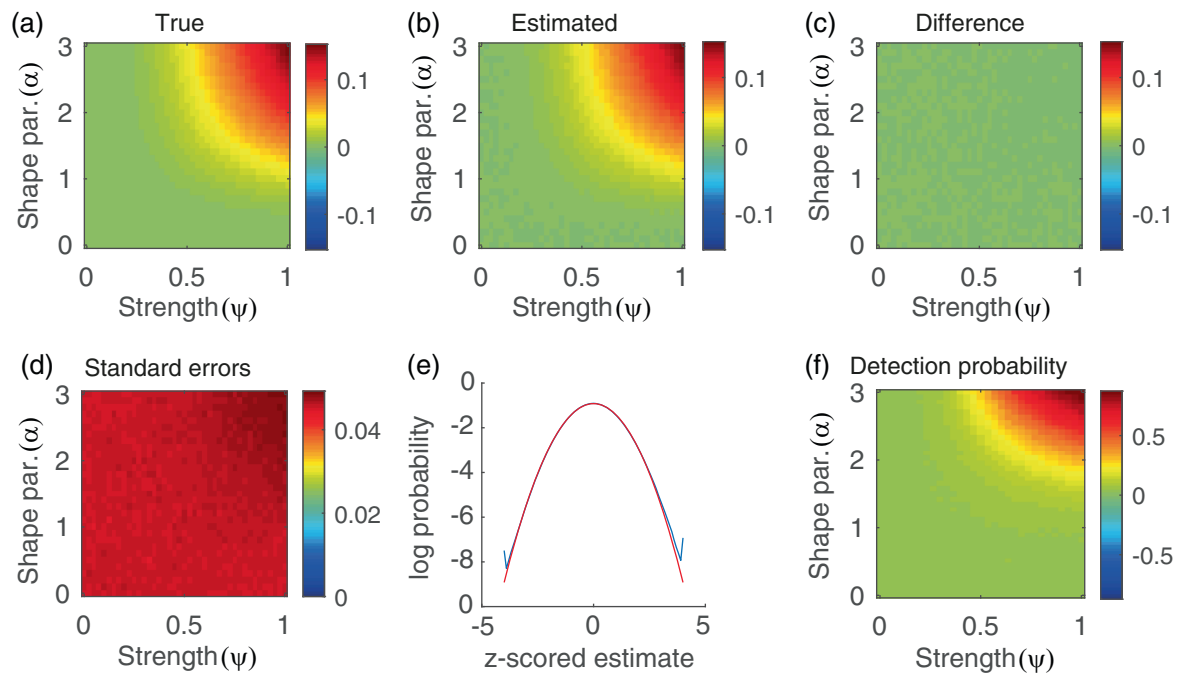 (a) True
Shape par.(α)
3
2
1
0
0 0.5 1
Strength(ψ)
0.1
0
-0.1
(b) Estimated
Shape par.(α)
3
2
1
0
0 0.5 1
Strength(ψ)
0.1
0
-0.1
(c) Difference
Shape par.(α)
3
2
1
0
0 0.5 1
Strength(ψ)
0.1
0
-0.1
(d) Standard errors
Shape par.(α)
3
2
1
0
0 0.5 1
Strength(ψ)
0.04
0.02
0
(e)
log probability
0
-2
-4
-6
-8
0
-5 0 5
z-scored estimate
(f) Detection probability
Shape par.(α)
3
2
1
0
0 0.5 1
Strength(ψ)
0.5
0
-0.5